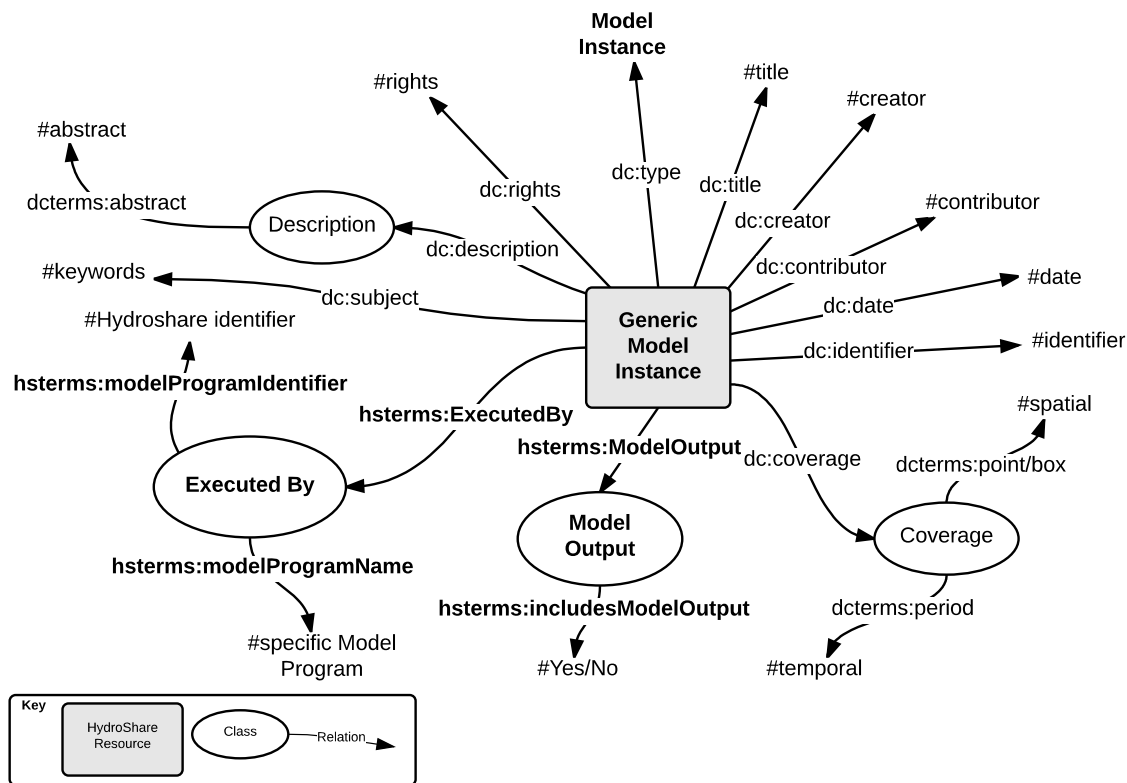 Model
Instance
#rights
#title
#creator
#abstract
dc:type
dc:rights
dc:title
dcterms:abstract
#contributor
Description
dc:creator
dc:description
dc:contributor
#keywords
dc:subject
#date
dc:date
#Hydroshare identifier
Generic
Model
Instance
#identifier
dc:identifier
hsterms:modelProgramIdentifier
hsterms:ExecutedBy
#spatial
hsterms:ModelOutput
dc:coverage
dcterms:point/box
Executed By
Model
Output
Coverage
hsterms:modelProgramName
hsterms:includesModelOutput
dcterms:period
#specific Model
Program
#Yes/No
#temporal
Key
HydroShare
Resource
Class
Relation